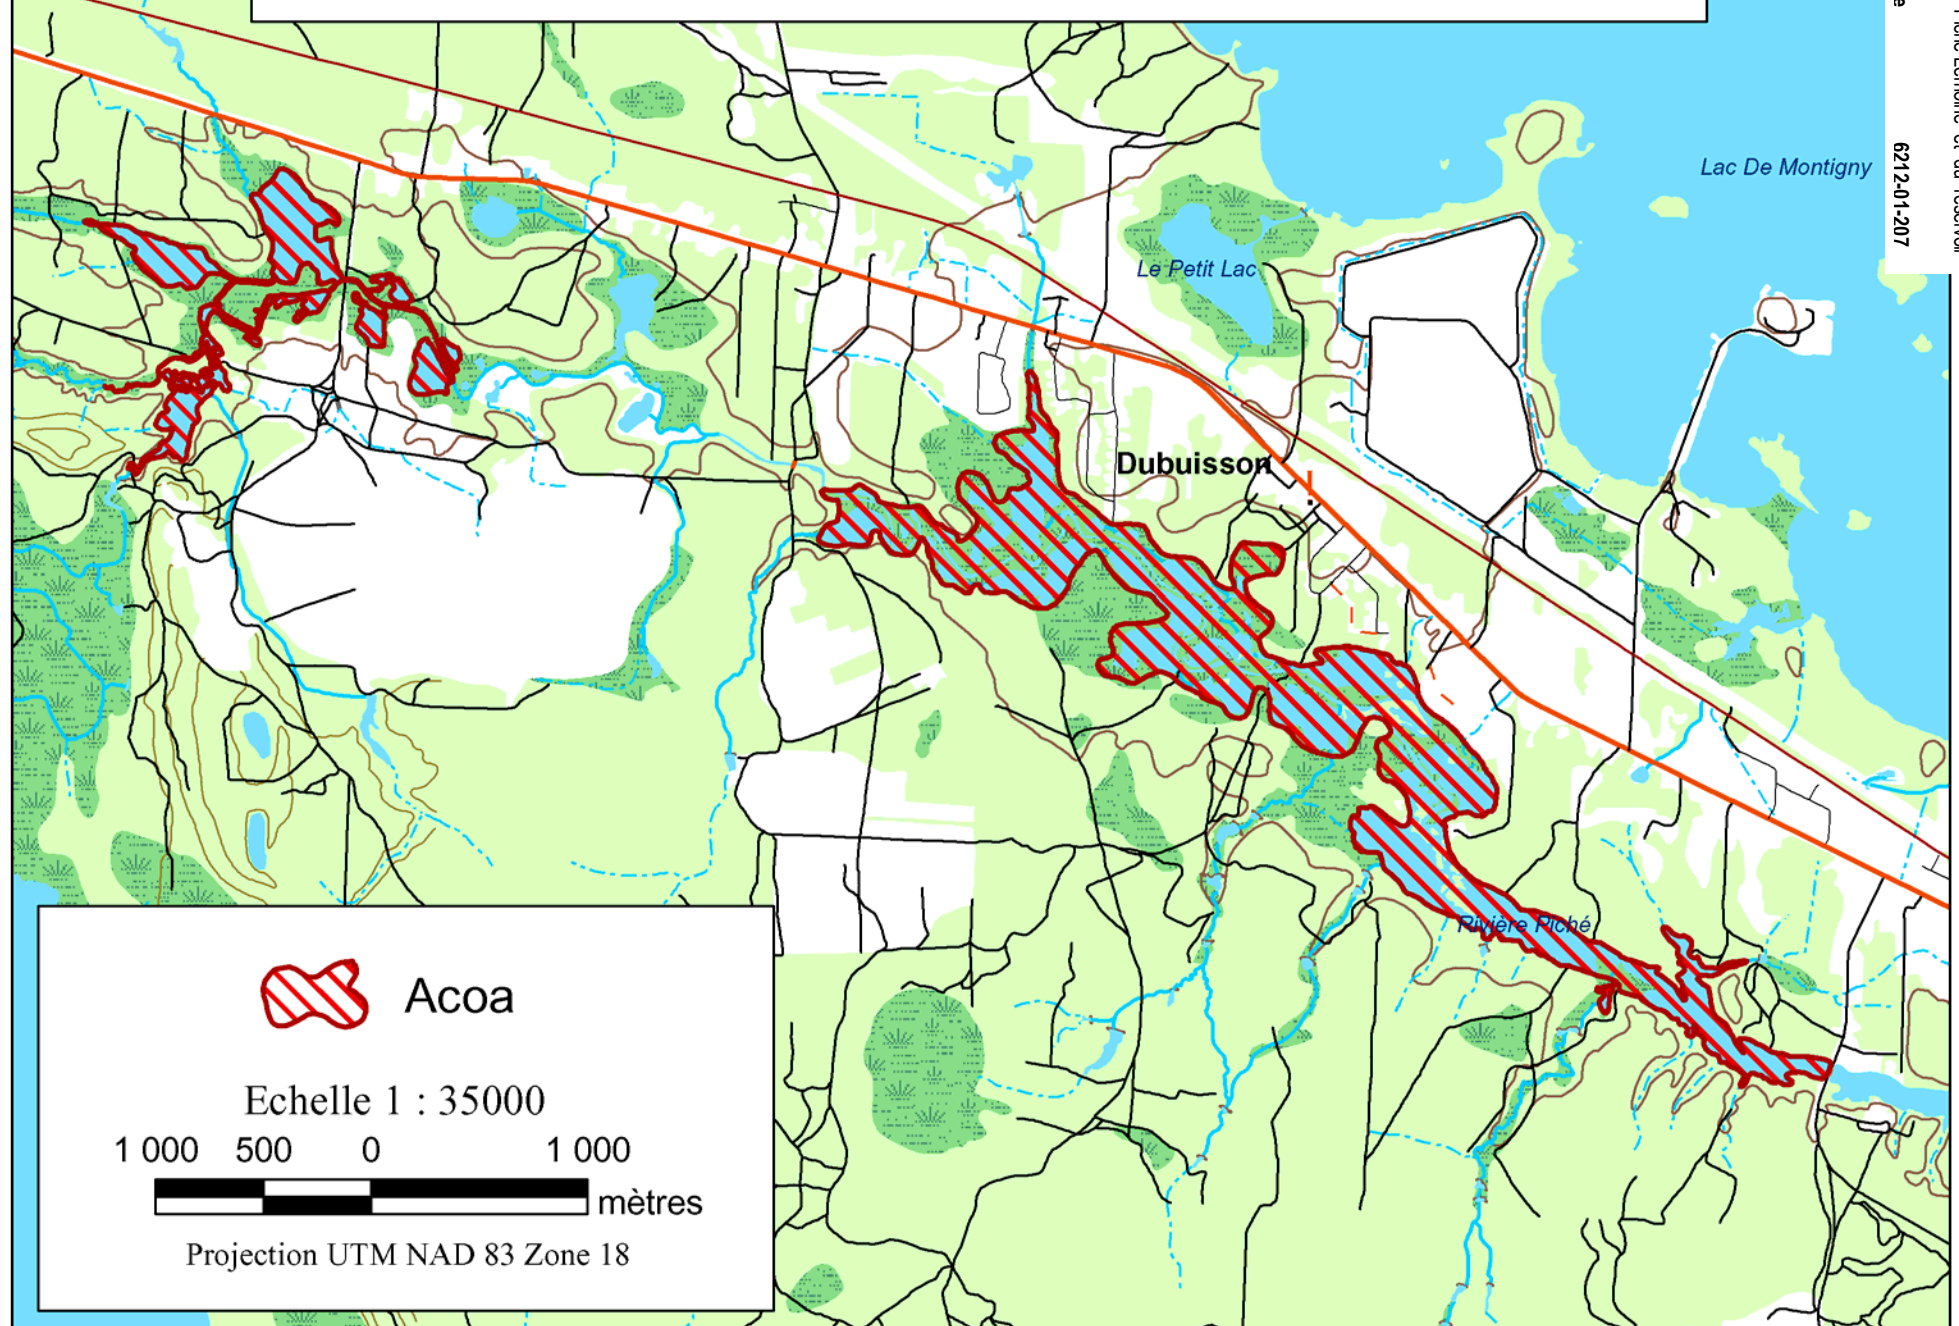 6212-01-207
Lac De Montigny
Le Petit Lac
Dubuisson
Rivière Piché
Acoa
Echelle 1 : 35000
1 000 500 0 1 000
mètres
Projection UTM NAD 83 Zone 18